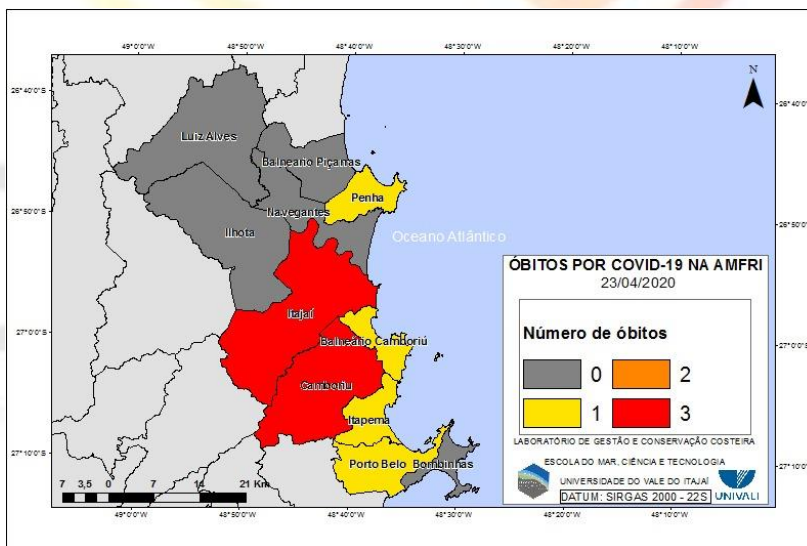 49°0'0"W 48°50'0"W 48°40'0"W 48°30'0"W 48°20'0"W 48°10'0"W
26°40'0"S 26°40'0"S
N
Luiz Alves
Balneário Piçarras
Penha
26°50'0"S 26°50'0"S
Navegantes
Ilhota
Oceano Atlântico
ÓBITOS POR COVID-19 NA AMFRI
23/04/2020
Itajaí
Número de óbitos
27°0'0"S 27°0'0"S
Balneário Camboriú
0 2
Camboriu
1 3
Itapema
LABORATÓRIO DE GESTÃO E CONSERVAÇÃO COSTEIRA
27°10'0"S 27°10'0"S
Porto Belo Bombinhas
ESCOLA DO MAR, CIÊNCIA E TECNOLOGIA
UNIVERSIDADE DO VALE DO ITAJAÍ
7 3,5 0 7 14 21 Km
DATUM: SIRGAS 2000 - 22S UNIVALI
49°0'0"W 48°50'0"W 48°40'0"W 48°30'0"W 48°20'0"W 48°10'0"W